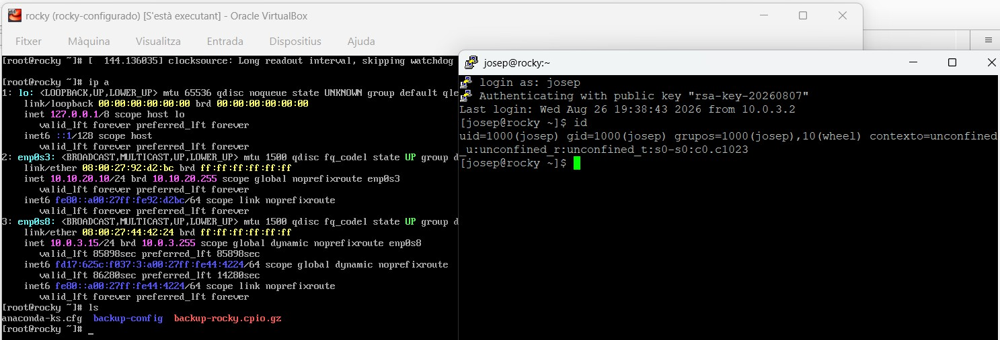 rocky (rocky-configurado) [S'està executant] - Oracle VirtualBox
Fitxer Màquina Visualitza Entrada Dispositius Ajuda
[root@rocky ~]# [  144.136035] clocksource: Long readout interval, skipping watchdog
[root@rocky ~]# ip a
1: lo: <LOOPBACK,UP,LOWER_UP> mtu 65536 qdisc noqueue state UNKNOWN group default qle
link/loopback 00:00:00:00:00:00 brd 00:00:00:00:00:00
inet 127.0.0.1/8 scope host lo
valid_lft forever preferred_lft forever
inet6 ::1/128 scope host
valid_lft forever preferred_lft forever
2: enp0s3: <BROADCAST,MULTICAST,UP,LOWER_UP> mtu 1500 qdisc fq_codel state UP group d
link/ether 08:00:27:92:d2:bc brd ff:ff:ff:ff:ff:ff
inet 10.10.20.10/24 brd 10.10.20.255 scope global noprefixroute enp0s3
valid_lft forever preferred_lft forever
inet6 fe80::a00:27ff:fe92:d2bc/64 scope link noprefixroute
valid_lft forever preferred_lft forever
3: enp0s8: <BROADCAST,MULTICAST,UP,LOWER_UP> mtu 1500 qdisc fq_codel state UP group d
link/ether 08:00:27:44:42:24 brd ff:ff:ff:ff:ff:ff
inet 10.0.3.15/24 brd 10.0.3.255 scope global dynamic noprefixroute enp0s8
valid_lft 85898sec preferred_lft 85898sec
inet6 fd17:625c:f037:3:a00:27ff:fe44:4224/64 scope global dynamic noprefixroute
valid_lft 86280sec preferred_lft 14280sec
inet6 fe80::a00:27ff:fe44:4224/64 scope link noprefixroute
valid_lft forever preferred_lft forever
[root@rocky ~]# ls
anaconda-ks.cfg  backup-config  backup-rocky.cpio.gz
[root@rocky ~]# _
josep@rocky:~
login as: josep
Authenticating with public key "rsa-key-20260807"
Last login: Wed Aug 26 19:38:43 2026 from 10.0.3.2
[josep@rocky ~]$ id
uid=1000(josep) gid=1000(josep) grupos=1000(josep),10(wheel) contexto=unconfined
_u:unconfined_r:unconfined_t:s0-s0:c0.c1023
[josep@rocky ~]$